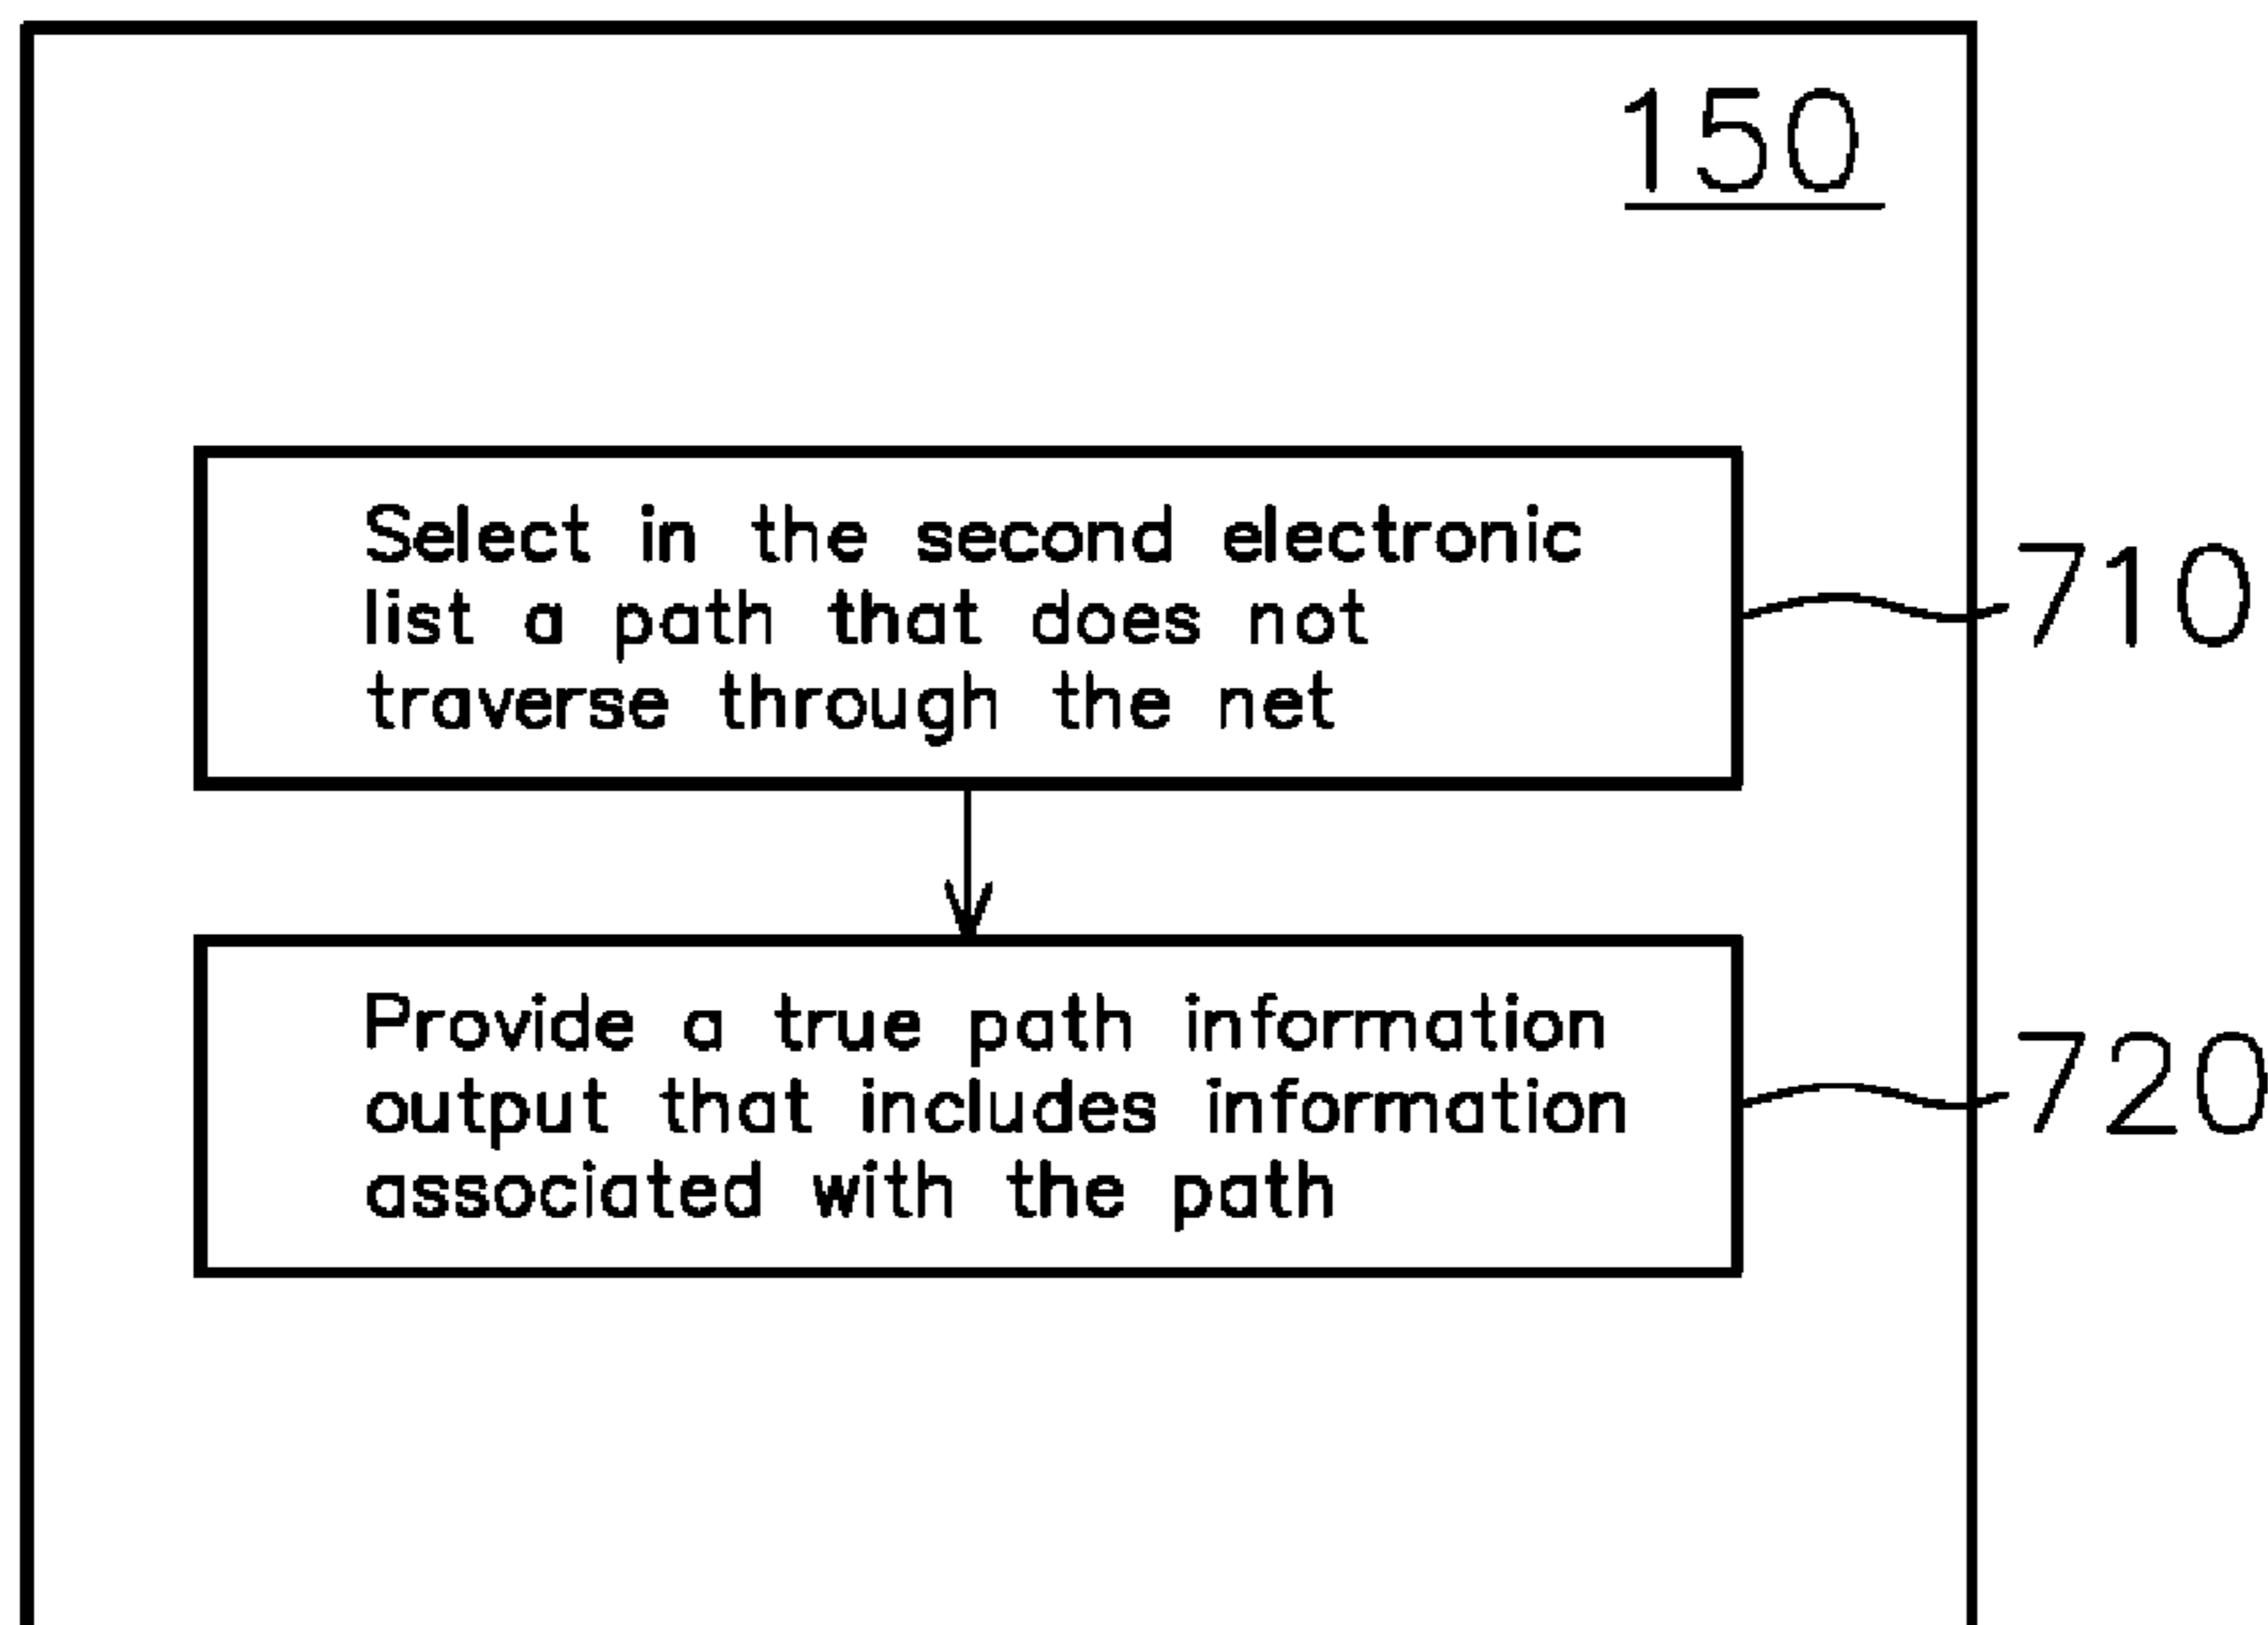 150
Select in the second electronic
list a path that does not
traverse through the net
710
Provide a true path information
output that includes information
associated with the path
720